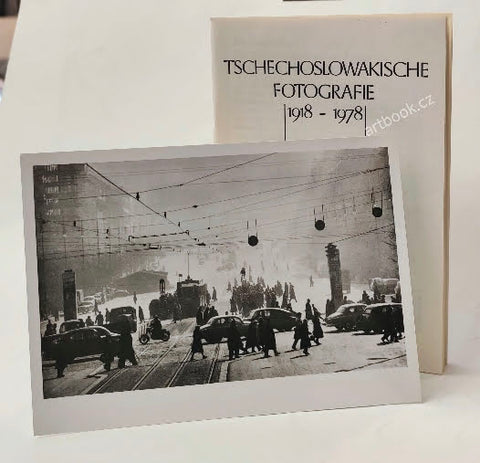 TSCHECHOSLOWAKISCHE
FOTOGRAFIE
1918 - 1978
artbook.cz